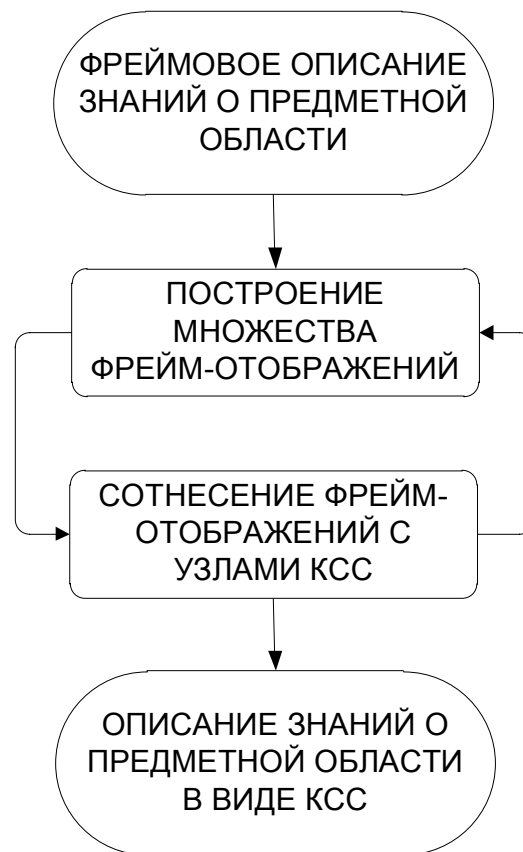 ФРЕЙМОВОЕ ОПИСАНИЕ
ЗНАНИЙ О ПРЕДМЕТНОЙ
ОБЛАСТИ
ПОСТРОЕНИЕ
МНОЖЕСТВА
ФРЕЙМ-ОТОБРАЖЕНИЙ
СОТНЕСЕНИЕ ФРЕЙМ-
ОТОБРАЖЕНИЙ С
УЗЛАМИ КСС
ОПИСАНИЕ ЗНАНИЙ О
ПРЕДМЕТНОЙ ОБЛАСТИ
В ВИДЕ КСС